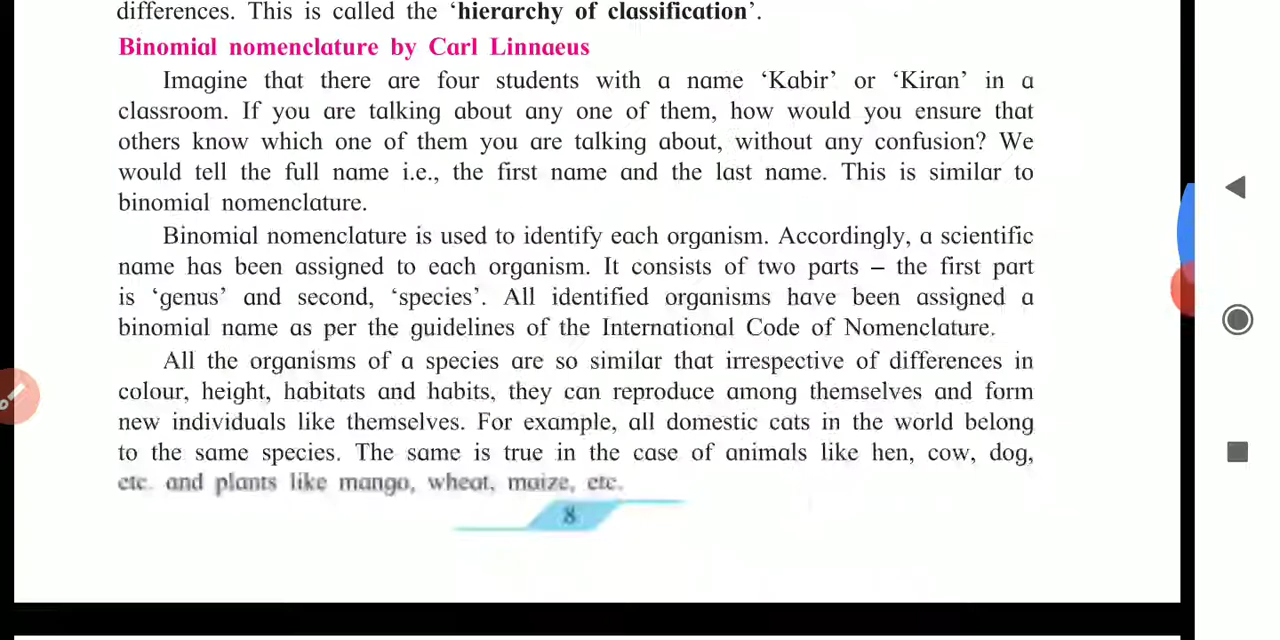 differences. This is called the ‘hierarchy of classification’.
Binomial nomenclature by Carl Linnaeus
Imagine that there are four students with a name ‘Kabir’ or ‘Kiran’ in a
classroom. If you are talking about any one of them, how would you ensure that
others know which one of them you are talking about, without any confusion? We
would tell the full name i.e., the first name and the last name. This is similar to
binomial nomenclature.
Binomial nomenclature is used to identify each organism. Accordingly, a scientific
name has been assigned to each organism. It consists of two parts – the first part
is ‘genus’ and second, ‘species’. All identified organisms have been assigned a
binomial name as per the guidelines of the International Code of Nomenclature.
All the organisms of a species are so similar that irrespective of differences in
colour, height, habitats and habits, they can reproduce among themselves and form
new individuals like themselves. For example, all domestic cats in the world belong
to the same species. The same is true in the case of animals like hen, cow, dog,
etc. and plants like mango, wheat, maize, etc.
8